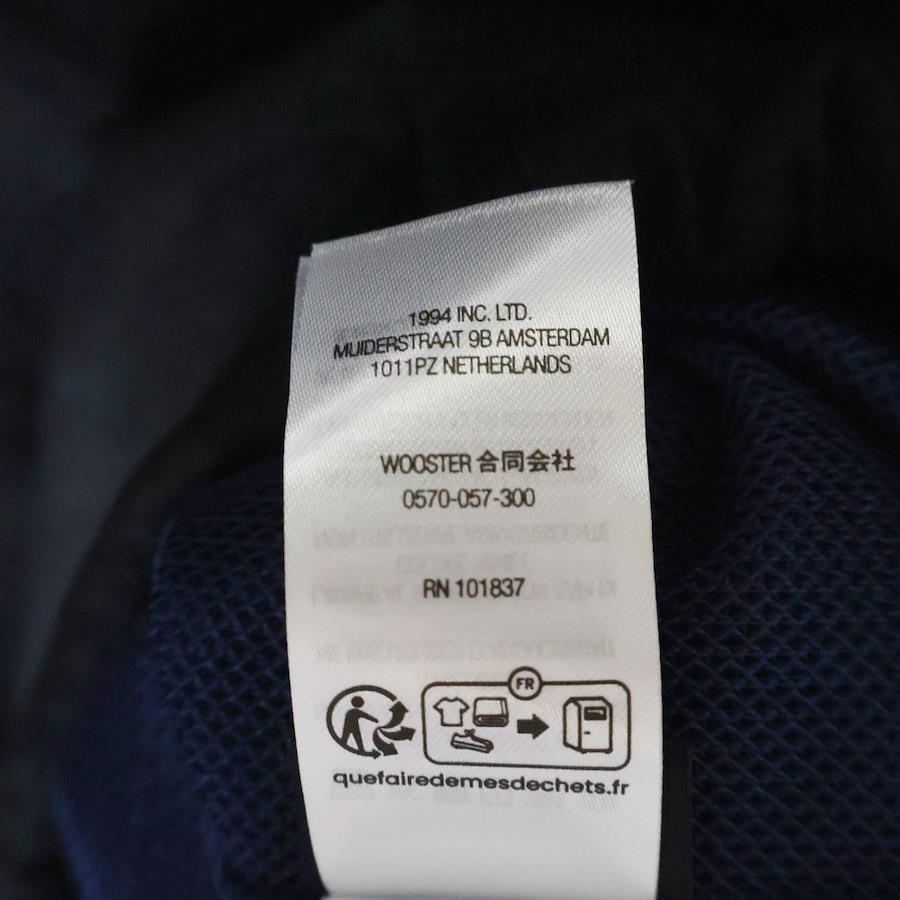 1994 INC. LTD.
MUIDERSTRAAT 9B AMSTERDAM
1011PZ NETHERLANDS
WOOSTER 合同会社
0570-057-300
RN 101837
FR
quefairedemesdechets.fr